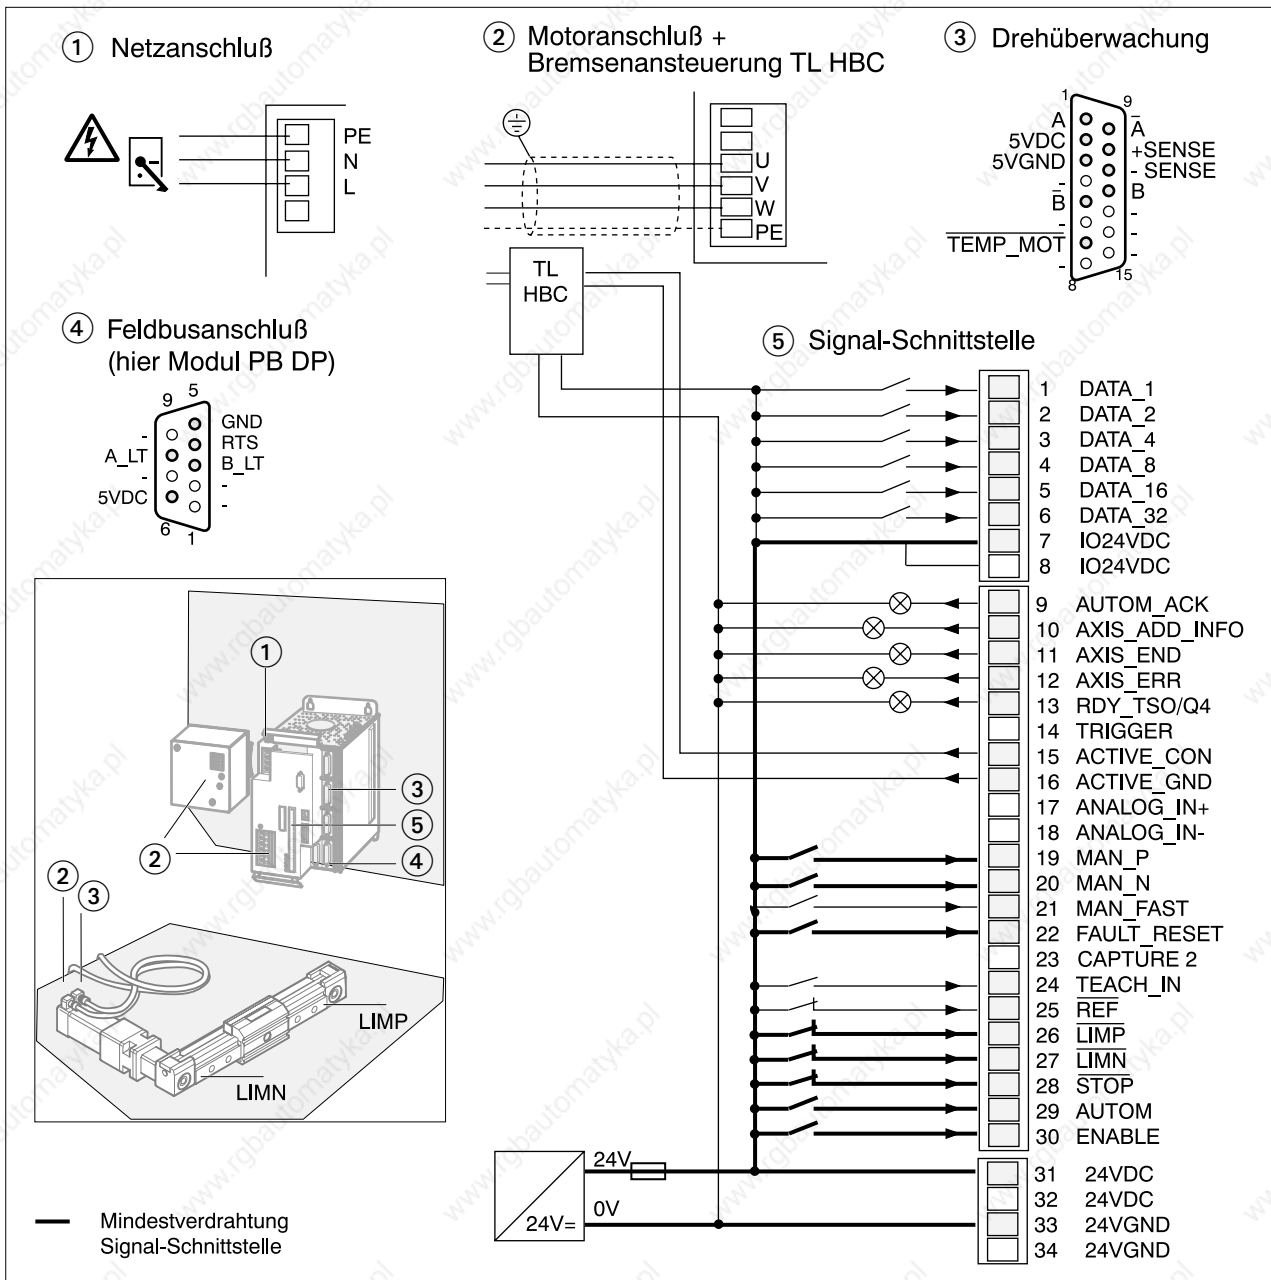 1 Netzanschluß
PE
N
L
2 Motoranschluß +
Bremsenansteuerung TL HBC
U
V
W
PE
TL
HBC
3 Drehüberwachung
1
9
A
A̅
5VDC
+SENSE
5VGND
- SENSE
-
B
B̅
-
-
-
T̅E̅M̅P̅_̅M̅O̅T̅
-
-
8
15
4 Feldbusanschluß
(hier Modul PB DP)
9 5
GND
-
RTS
A_LT
B_LT
-
-
5VDC
-
6
1
5 Signal-Schnittstelle
1 DATA_1
2 DATA_2
3 DATA_4
4 DATA_8
5 DATA_16
6 DATA_32
7 IO24VDC
8 IO24VDC
9 AUTOM_ACK
10 AXIS_ADD_INFO
11 AXIS_END
12 AXIS_ERR
13 RDY_TSO/Q4
14 TRIGGER
15 ACTIVE_CON
16 ACTIVE_GND
17 ANALOG_IN+
18 ANALOG_IN-
19 MAN_P
20 MAN_N
21 MAN_FAST
22 FAULT_RESET
23 CAPTURE 2
24 TEACH_IN
25 R̅E̅F̅
26 L̅I̅M̅P̅
27 L̅I̅M̅N̅
28 S̅T̅O̅P̅
29 AUTOM
30 ENABLE
31 24VDC
32 24VDC
33 24VGND
34 24VGND
24V
0V
24V=
1
3
5
2
4
2
3
LIMP
LIMN
Mindestverdrahtung
Signal-Schnittstelle
www.rgbautomatyka.pl